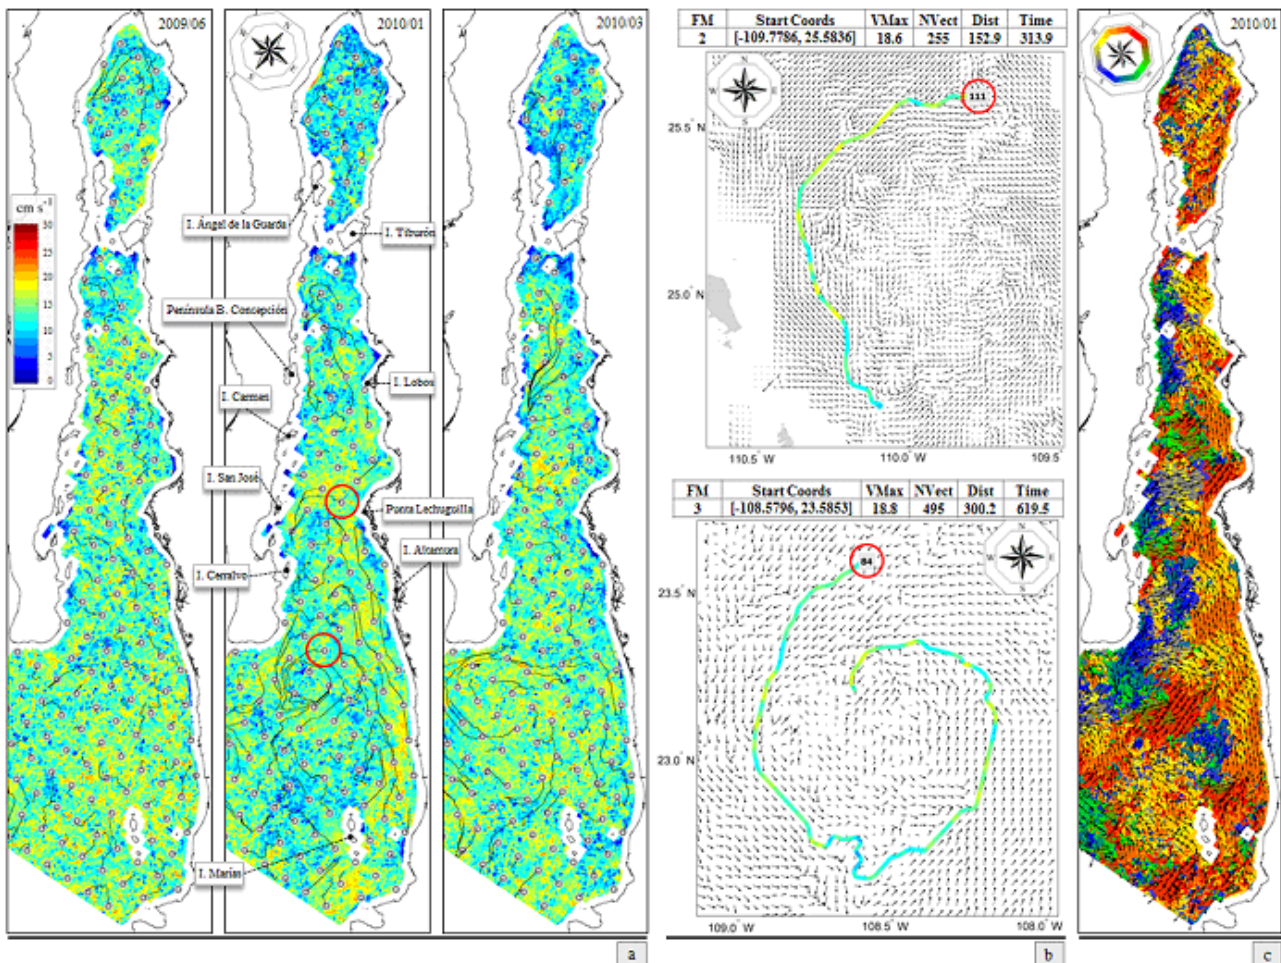 2009/06
2010/01
2010/03
cm s-1
30
25
20
15
10
5
0
I. Ángel de la Guarda
I. Tiburón
Península B. Concepción
I. Lobos
I. Carmen
I. San José
Punta Lechuguilla
I. Altamura
I. Cerralvo
I. Marías
a
FM Start Coords VMax NVect Dist Time
2 [-109.7786, 25.5836] 18.6 255 152.9 313.9
N
W E
111
25.5° N
25.0° N
110.5° W 110.0° W 109.5
FM Start Coords VMax NVect Dist Time
3 [-108.5796, 23.5853] 18.8 495 300.2 619.5
N
W E
84
23.5° N
23.0° N
109.0° W 108.5° W 108.0° W
b
2010/01
c